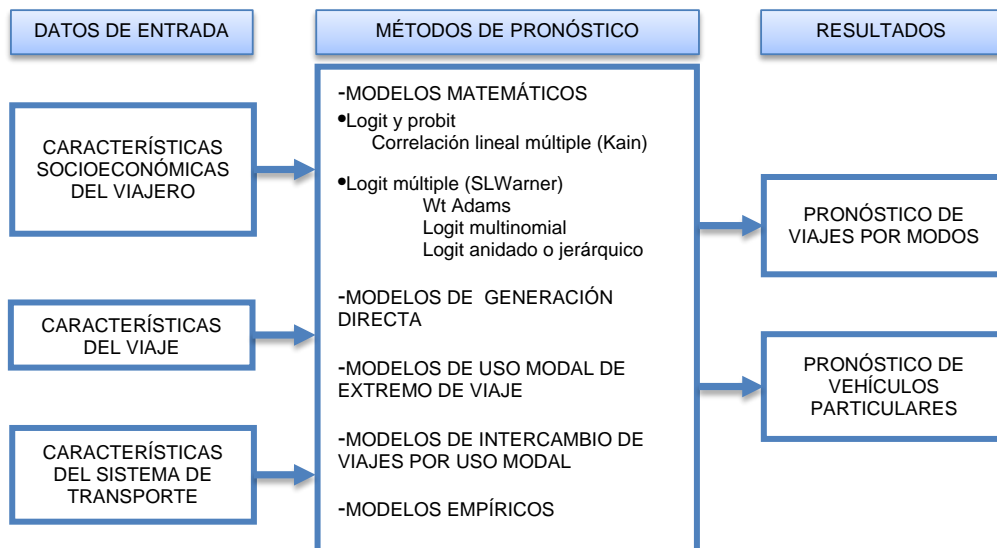 DATOS DE ENTRADA
MÉTODOS DE PRONÓSTICO
RESULTADOS
CARACTERÍSTÍCAS
SOCIOECONÓMICAS
DEL VIAJERO
CARACTERÍSTÍCAS
DEL VIAJE
CARACTERÍSTÍCAS
DEL SISTEMA DE
TRANSPORTE
-MODELOS MATEMÁTICOS
•Logit y probit
Correlación lineal múltiple (Kain)
•Logit múltiple (SLWarner)
Wt Adams
Logit multinomial
Logit anidado o jerárquico
-MODELOS DE GENERACIÓN
DIRECTA
-MODELOS DE USO MODAL DE
EXTREMO DE VIAJE
-MODELOS DE INTERCAMBIO DE
VIAJES POR USO MODAL
-MODELOS EMPÍRICOS
PRONÓSTICO DE
VIAJES POR MODOS
PRONÓSTICO DE
VEHÍCULOS
PARTICULARES